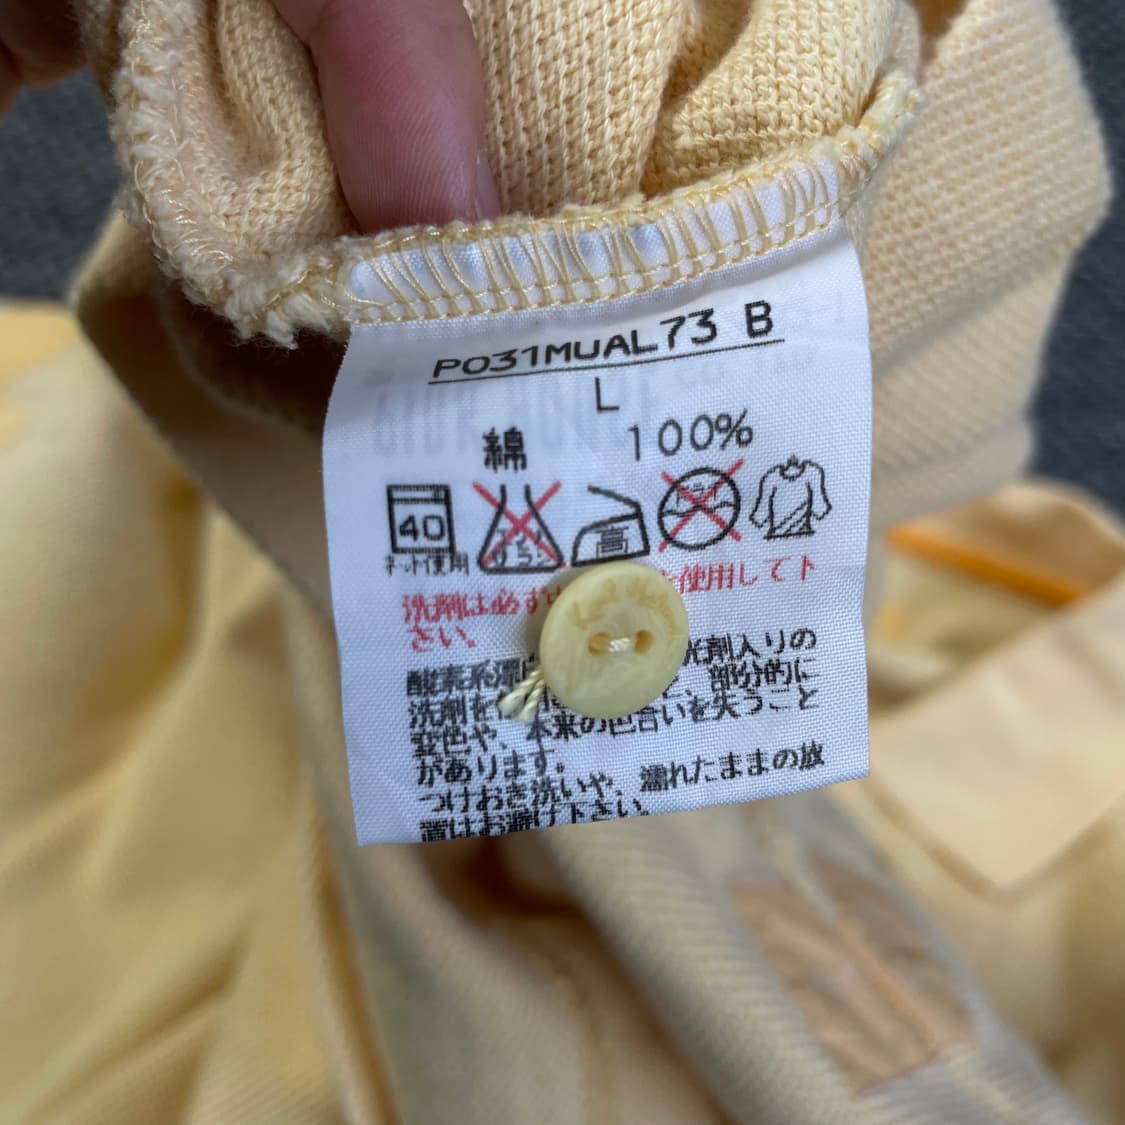 PO31MUAL73 B
L
綿 100%
40 高
ネット使用
洗剤は必ず を使用して下
さい。
酸素系漂 光剤入りの
洗剤を 部分的に
変色や、本来の色合いを失うこと
があります。
つけおき洗いや、濡れたままの放
置はお避け下さい。